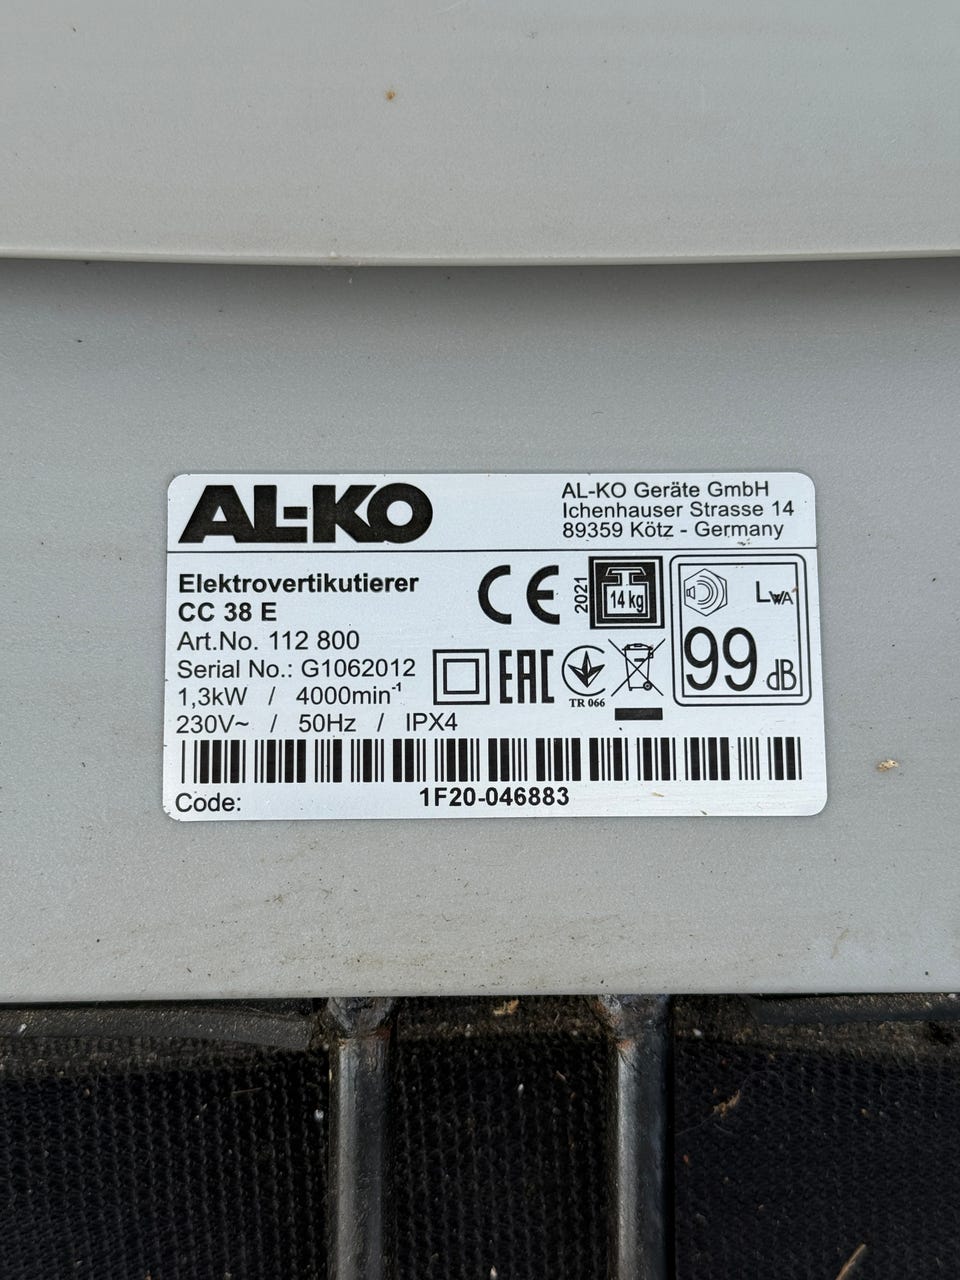 AL-KO
AL-KO Geräte GmbH
Ichenhauser Strasse 14
89359 Kötz - Germany
Elektrovertikutierer
CC 38 E
Art.No. 112 800
Serial No.: G1062012
1,3kW / 4000min⁻¹
230V~ / 50Hz / IPX4
CE
2021
14 kg
EAC
TR 066
LWA
99 dB
Code: 1F20-046883